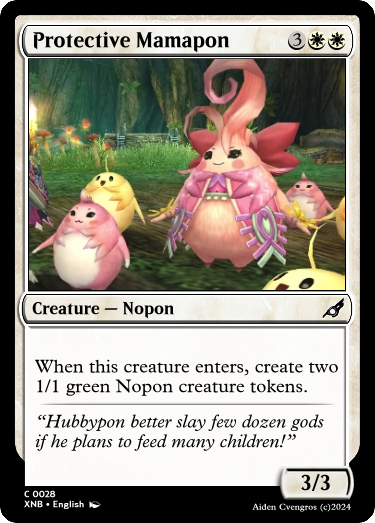 Protective Mamapon 3
Creature — Nopon
When this creature enters, create two
1/1 green Nopon creature tokens.
“Hubbypon better slay few dozen gods
if he plans to feed many children!”
3/3
C 0028
XNB • English
Aiden Cvengros (c)2024